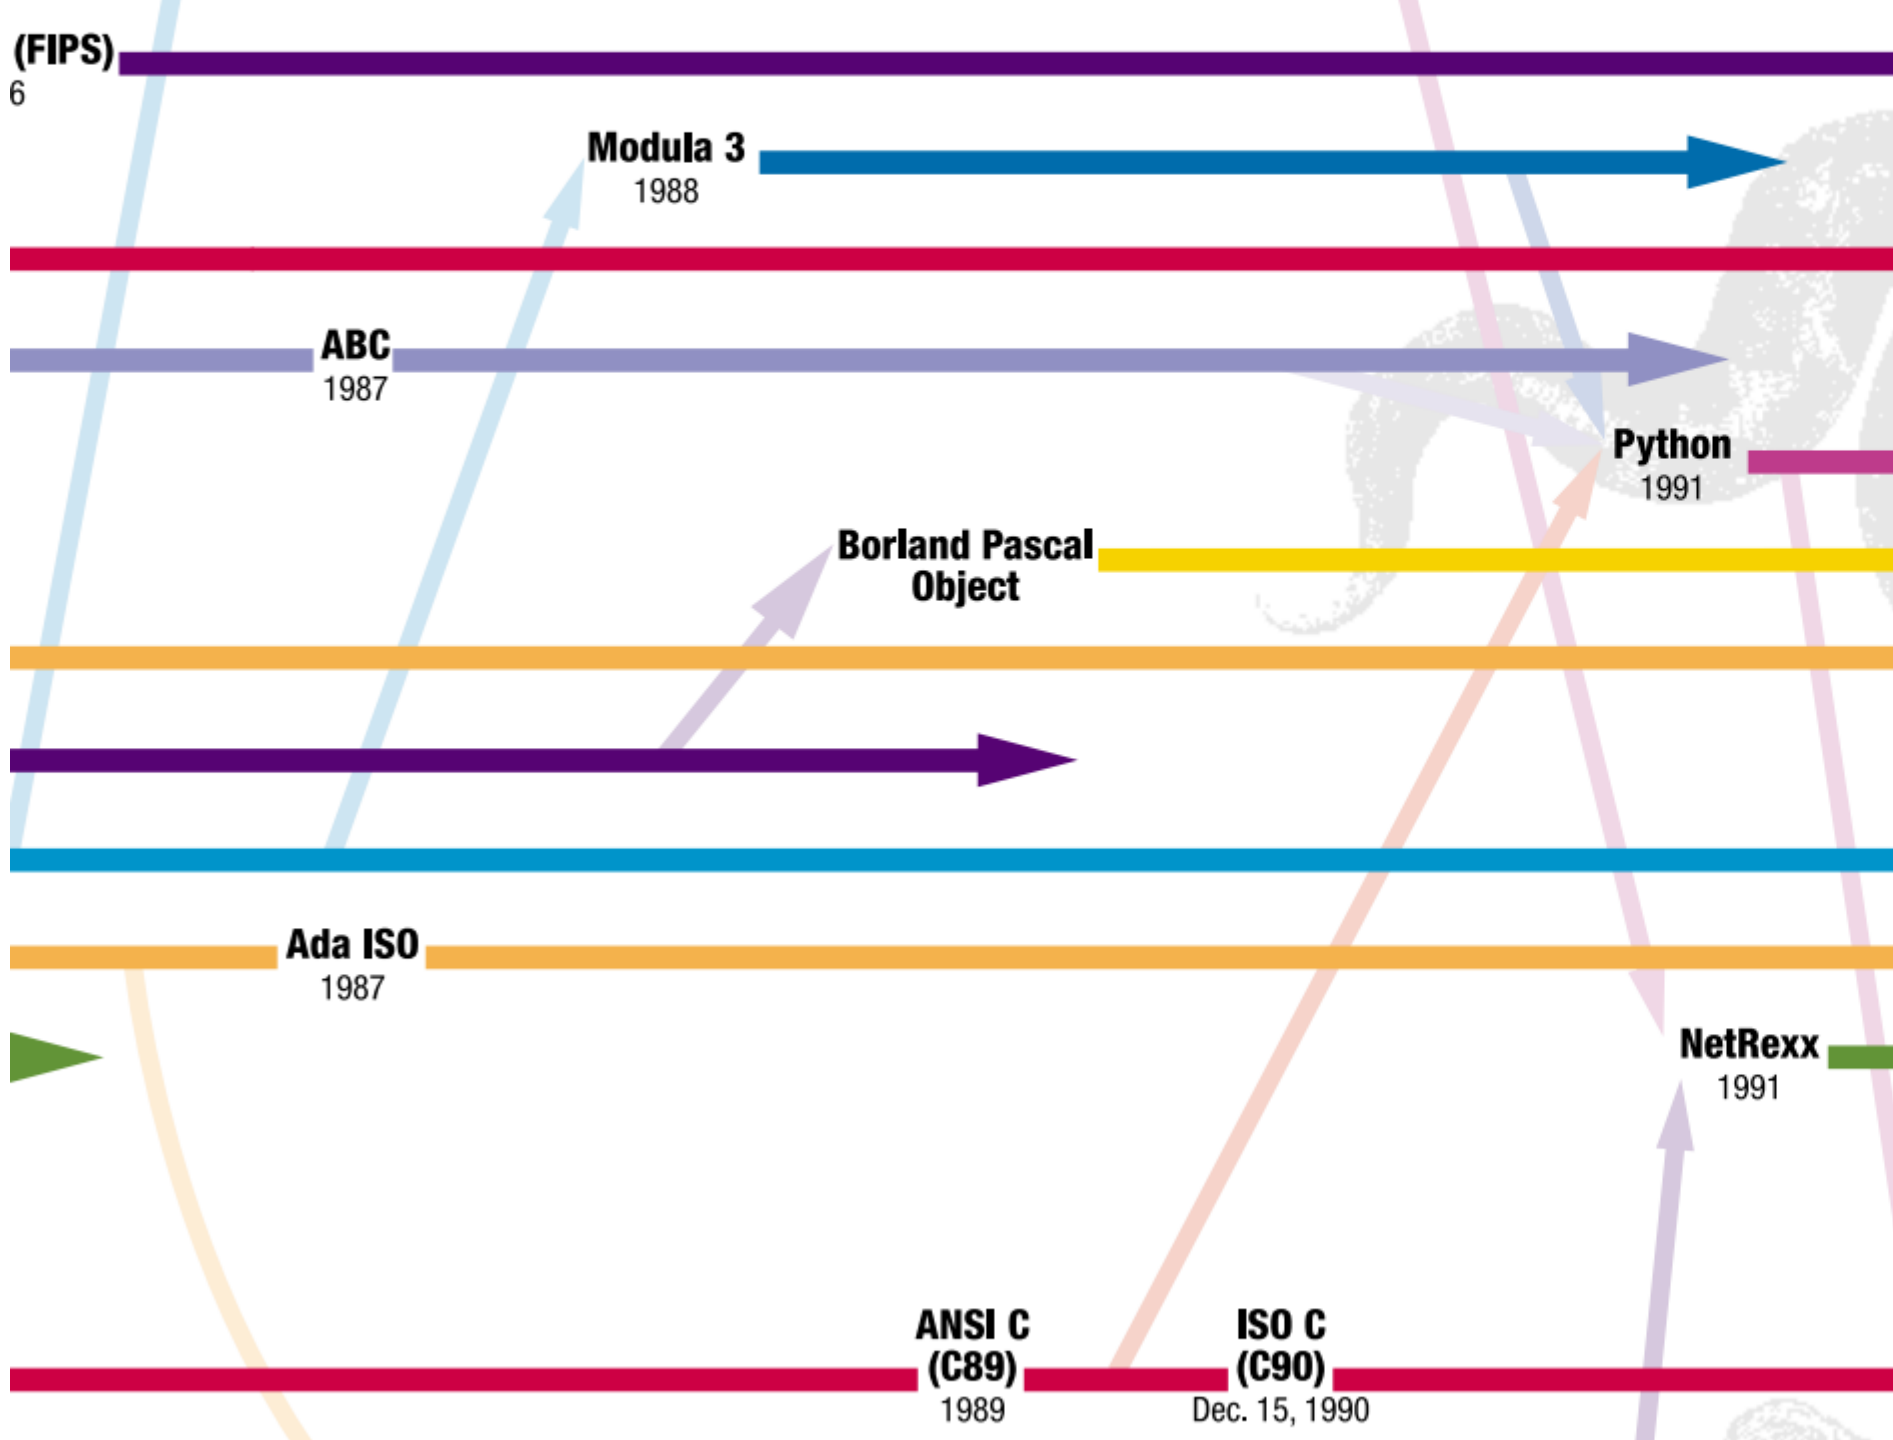 (FIPS)
6
Modula 3
1988
ABC
1987
Python
1991
Borland Pascal
Object
Ada ISO
1987
NetRexx
1991
ANSI C
(C89)
1989
ISO C
(C90)
Dec. 15, 1990